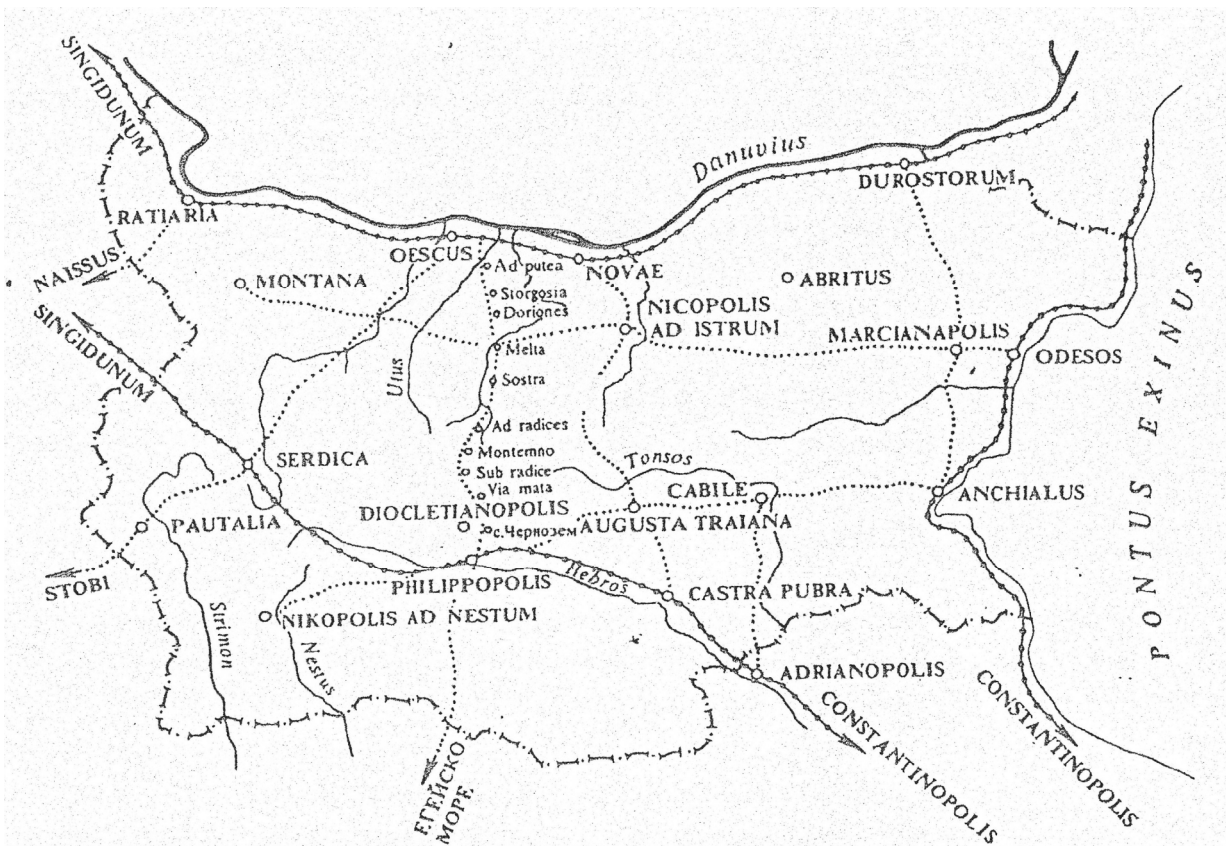 SINGIDUNUM
Danuvius
DUROSTORUM
RATIARIA
OESCUS
Ad putea
NOVAE
ABRITUS
NAISSUS
MONTANA
Storgosia
Doriones
NICOPOLIS
AD ISTRUM
MARCIANAPOLIS
ODESOS
SINGIDUNUM
Utus
Melta
Sostra
PONTUS EXINUS
Ad radices
Montemno
Sub radice
Via mata
Tonsos
SERDICA
CABILE
ANCHIALUS
PAUTALIA
DIOCLETIANOPOLIS
с.Чернозем
AUGUSTA TRAIANA
STOBI
PHILIPPOPOLIS
Hebros
CASTRA PUBRA
NIKOPOLIS AD NESTUM
Strimon
Nestus
ADRIANOPOLIS
CONSTANTINOPOLIS
CONSTANTINOPOLIS
ЕГЕЙСКО
МОРЕ